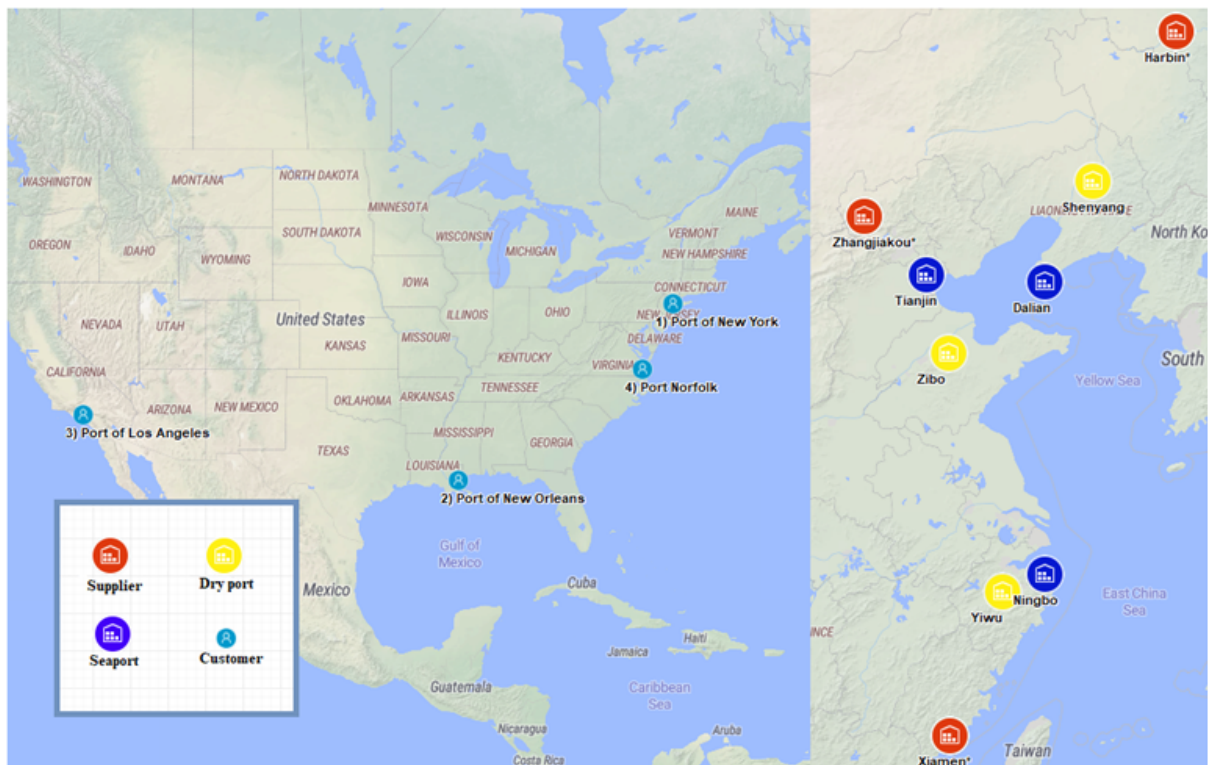 WASHINGTON
MONTANA
NORTH DAKOTA
MINNESOTA
MAINE
OREGON
IDAHO
SOUTH DAKOTA
WISCONSIN
MICHIGAN
VERMONT
NEW HAMPSHIRE
WYOMING
IOWA
CONNECTICUT
NEVADA
UTAH
United States
ILLINOIS
OHIO
1) Port of New York
KANSAS
MISSOURI
DELAWARE
CALIFORNIA
KENTUCKY
VIRGINIA
4) Port Norfolk
ARIZONA
NEW MEXICO
OKLAHOMA
ARKANSAS
TENNESSEE
3) Port of Los Angeles
MISSISSIPPI
GEORGIA
TEXAS
LOUISIANA
2) Port of New Orleans
Gulf of
Mexico
Mexico
Cuba
Haiti
Jamaica
Guatemala
Caribbean
Sea
Nicaragua
Aruba
Costa Rica
Supplier
Dry port
Seaport
Customer
Harbin*
Shenyang
Zhangjiakou*
North Ko
Tianjin
Dalian
Zibo
South
Yellow Sea
Yiwu
Ningbo
East China
Sea
INCE
Xiamen*
Taiwan